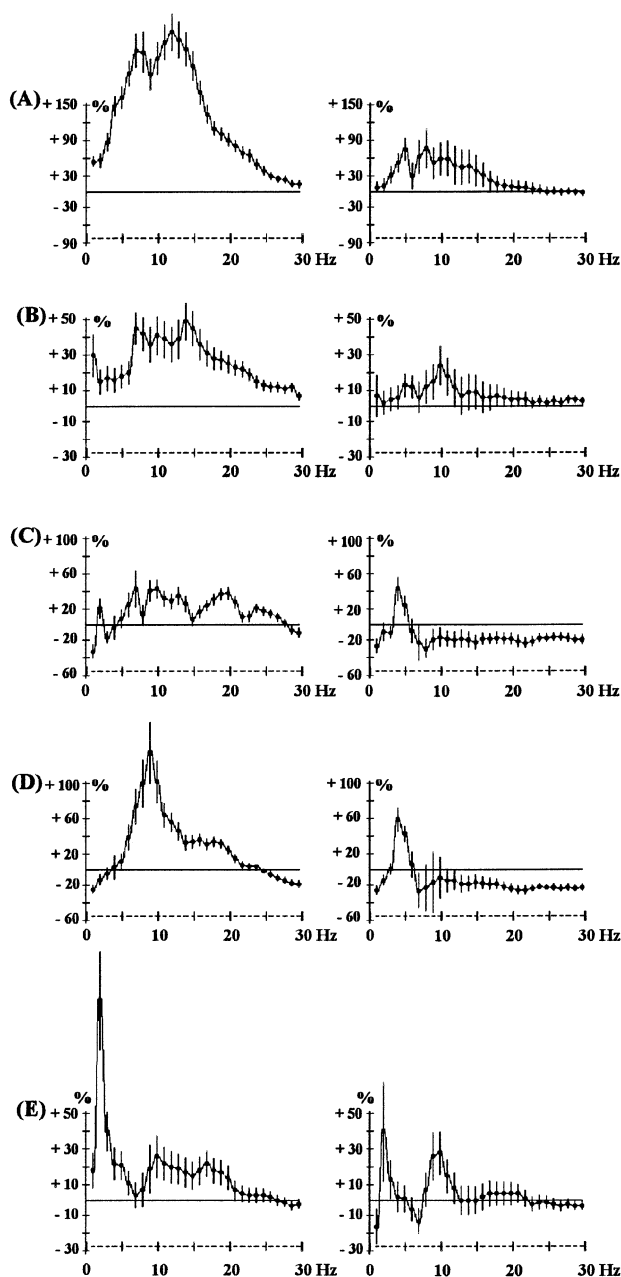 (A) + 150 % + 150 %
+ 90 + 90
+ 30 + 30
- 30 - 30
- 90 - 90
0 10 20 30 Hz 0 10 20 30 Hz
(B) + 50 % + 50 %
+ 30 + 30
+ 10 + 10
- 10 - 10
- 30 - 30
0 10 20 30 Hz 0 10 20 30 Hz
(C) + 100 % + 100 %
+ 60 + 60
+ 20 + 20
- 20 - 20
- 60 - 60
0 10 20 30 Hz 0 10 20 30 Hz
(D) + 100 % + 100 %
+ 60 + 60
+ 20 + 20
- 20 - 20
- 60 - 60
0 10 20 30 Hz 0 10 20 30 Hz
% %
(E) + 50 + 50
+ 30 + 30
+ 10 + 10
- 10 - 10
- 30 - 30
0 10 20 30 Hz 0 10 20 30 Hz